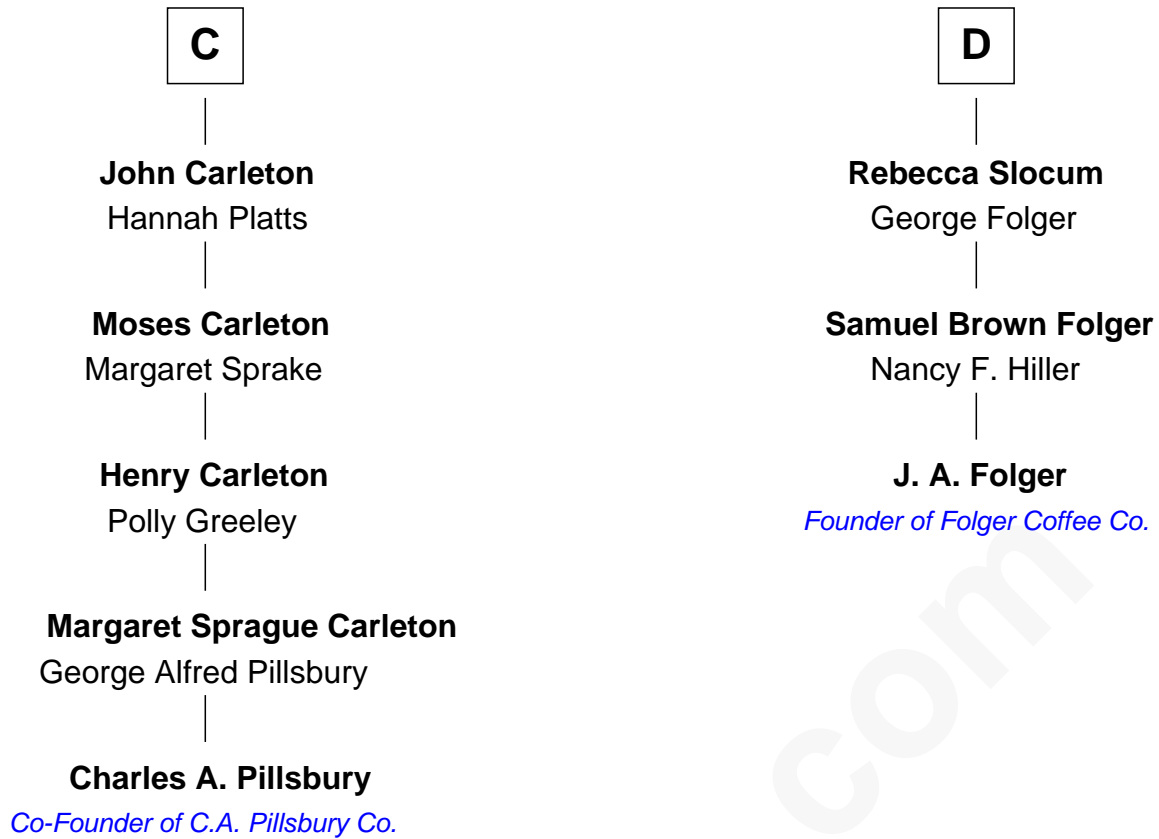 C
John Carleton
Hannah Platts
Moses Carleton
Margaret Sprake
Henry Carleton
Polly Greeley
Margaret Sprague Carleton
George Alfred Pillsbury
Charles A. Pillsbury
Co-Founder of C.A. Pillsbury Co.
D
Rebecca Slocum
George Folger
Samuel Brown Folger
Nancy F. Hiller
J. A. Folger
Founder of Folger Coffee Co.
com